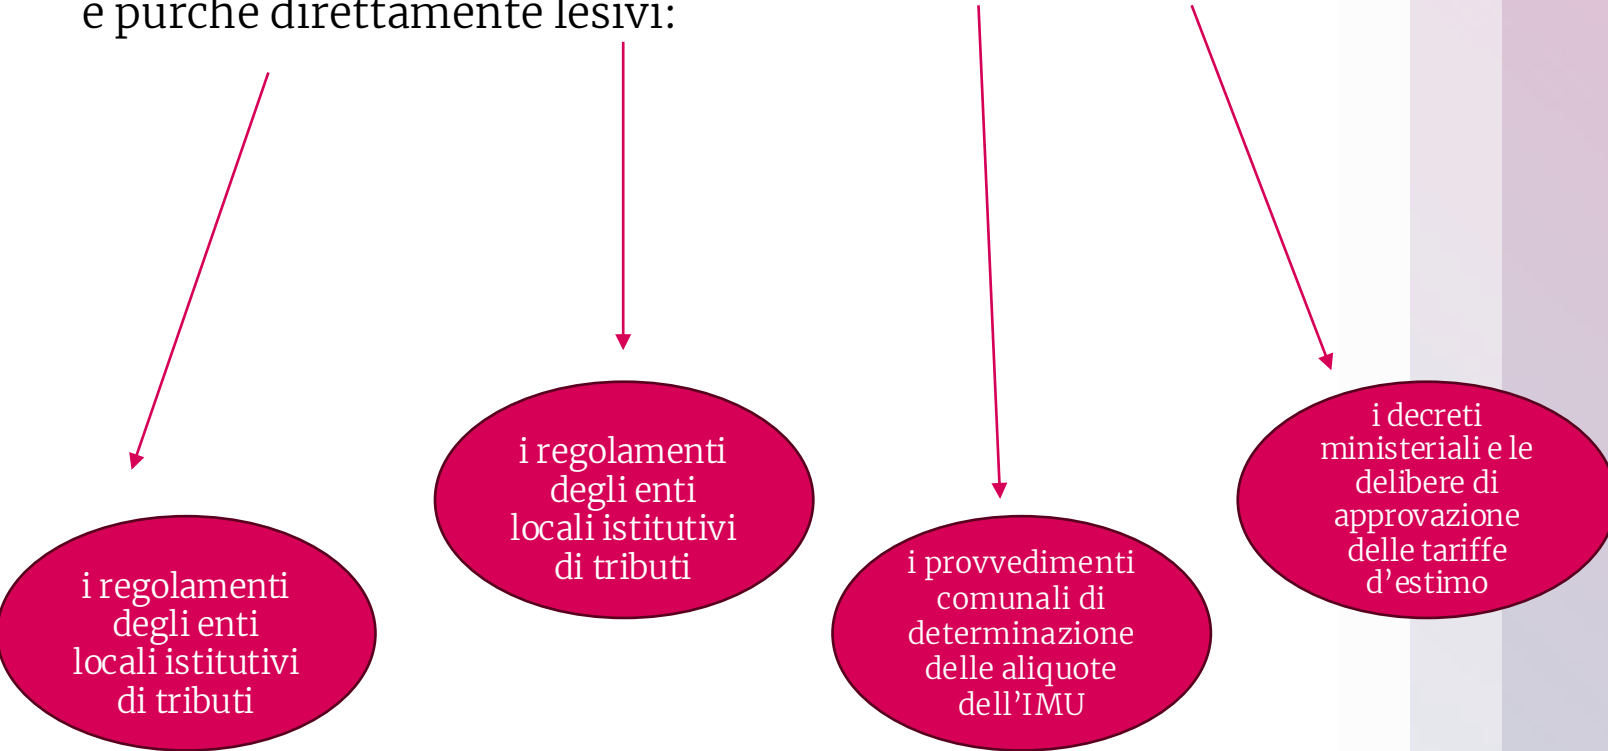 e purché direttamente lesivi:
i regolamenti
degli enti
locali istitutivi
di tributi
i regolamenti
degli enti
locali istitutivi
di tributi
i provvedimenti
comunali di
determinazione
delle aliquote
dell’IMU
i decreti
ministeriali e le
delibere di
approvazione
delle tariffe
d’estimo